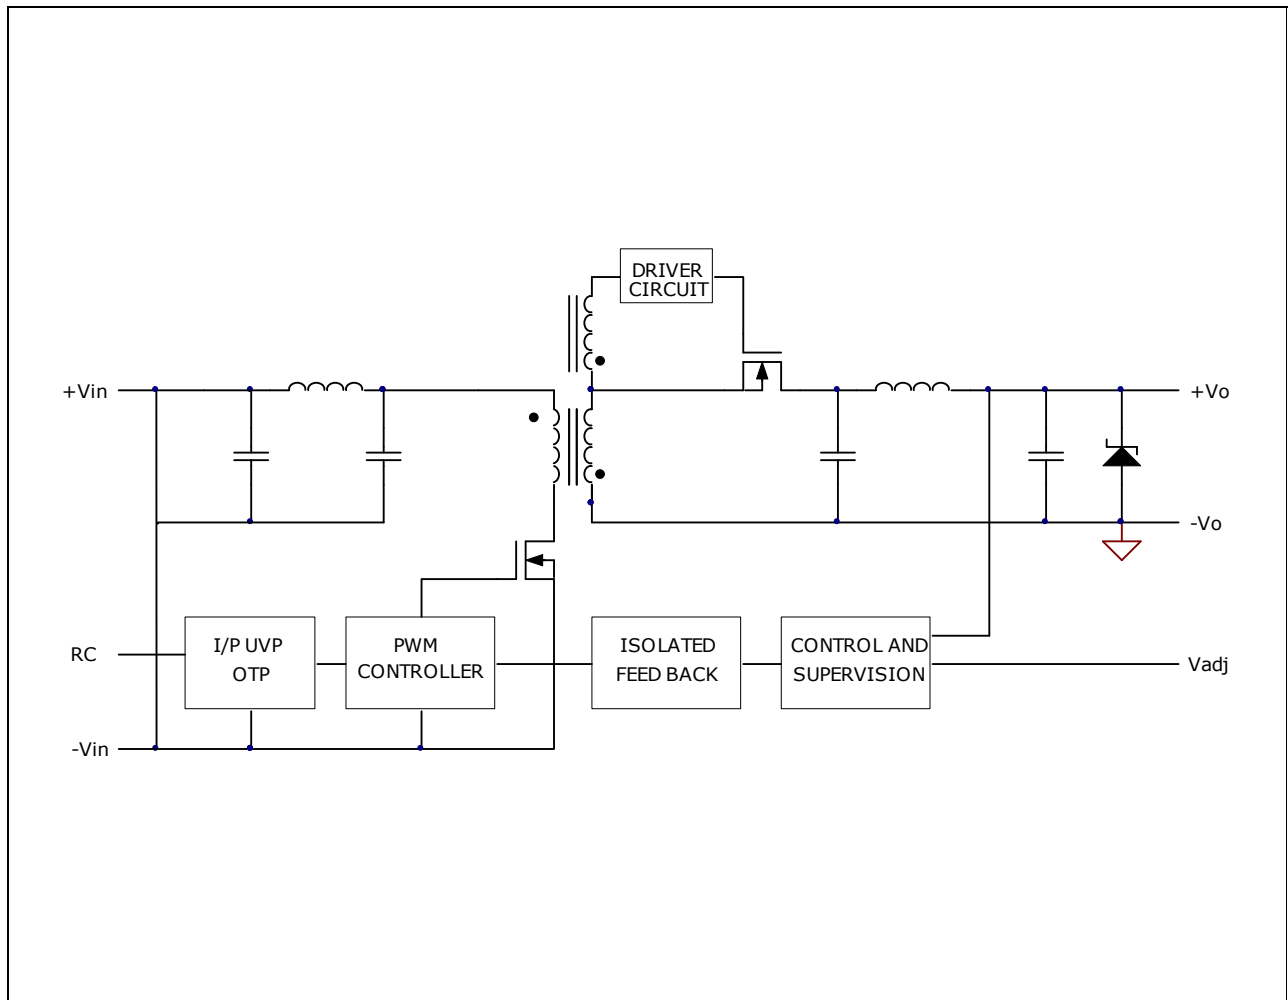 DRIVER
CIRCUIT
+Vin
+Vo
-Vo
RC
I/P UVP
OTP
PWM
CONTROLLER
ISOLATED
FEED BACK
CONTROL AND
SUPERVISION
Vadj
-Vin